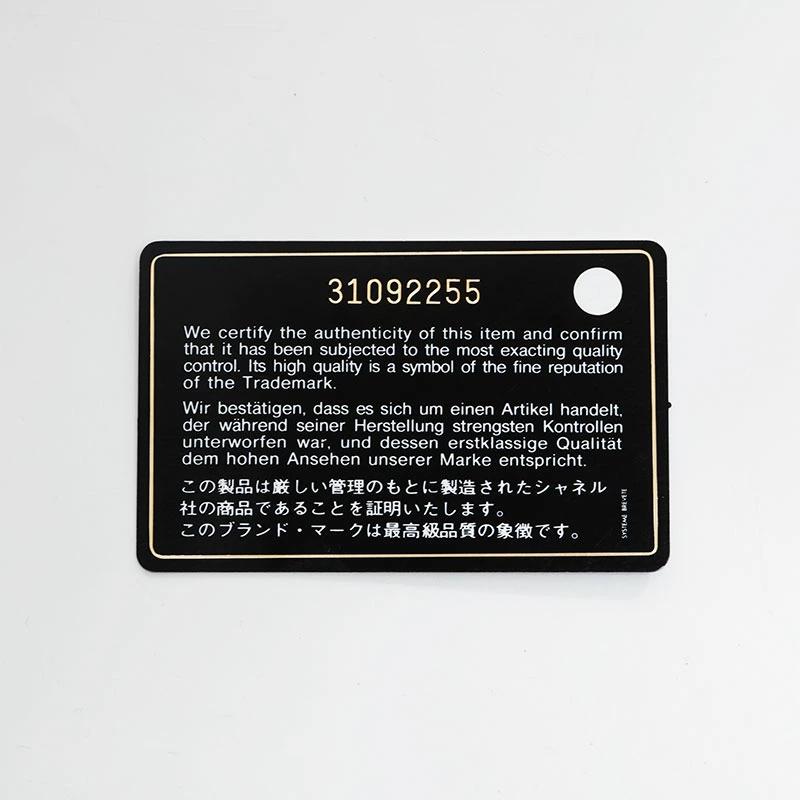 31092255
We certify the authenticity of this item and confirm
that it has been subjected to the most exacting quality
control. Its high quality is a symbol of the fine reputation
of the Trademark.
Wir bestätigen, dass es sich um einen Artikel handelt,
der während seiner Herstellung strengsten Kontrollen
unterworfen war, und dessen erstklassige Qualität
dem hohen Ansehen unserer Marke entspricht.
この製品は厳しい管理のもとに製造されたシャネル
社の商品であることを証明いたします。
このブランド・マークは最高級品質の象徴です。
SYSTEME BREVETE